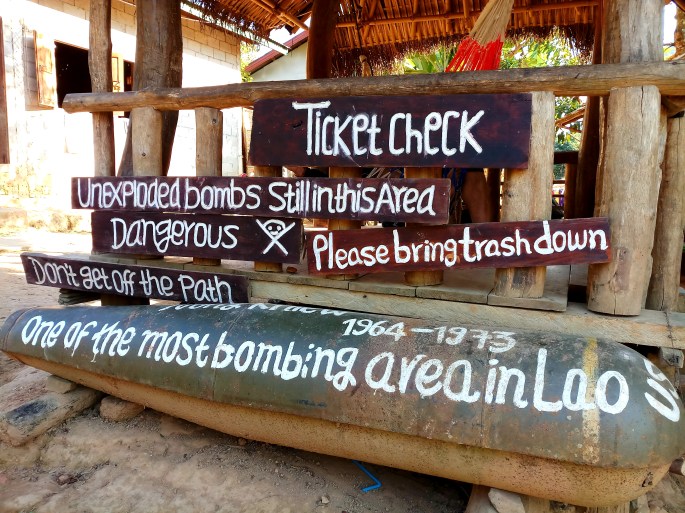 Ticket check
Unexploded bombs Still in this Area
Dangerous
Please bring trash down
Don't get off the Path
1964-1973
One of the most bombing area in Lao